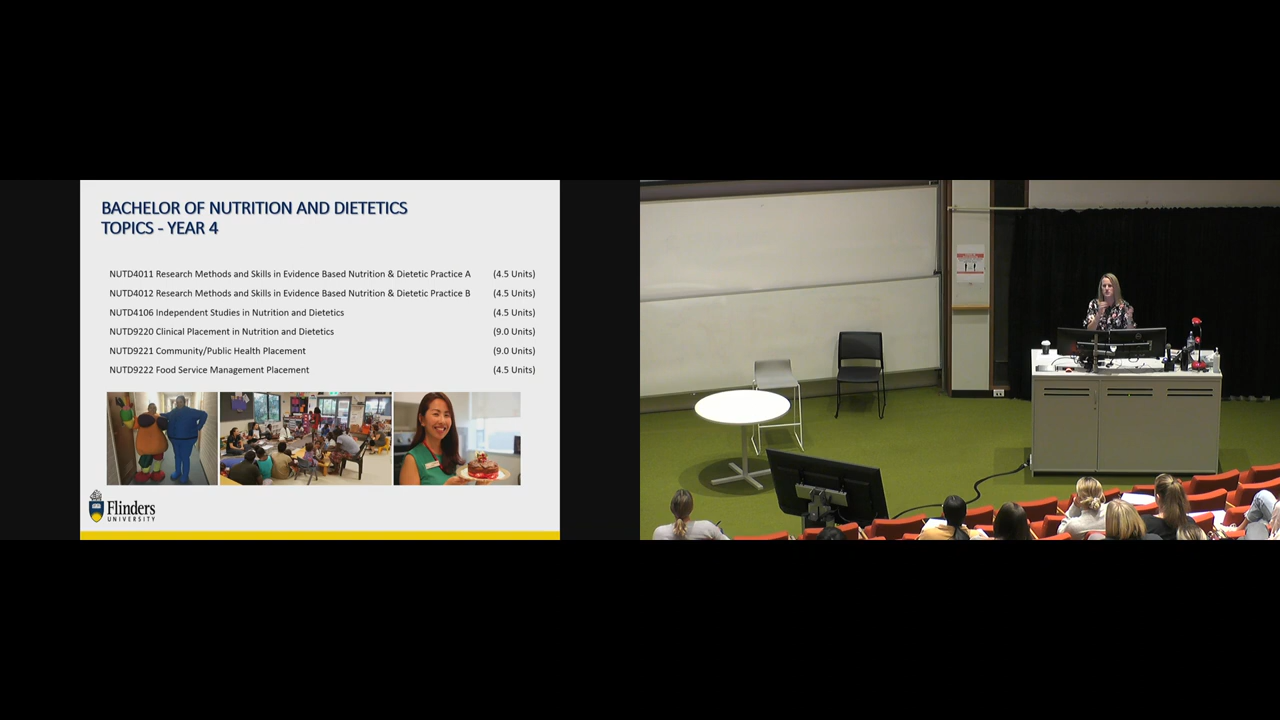 BACHELOR OF NUTRITION AND DIETETICS
TOPICS - YEAR 4
NUTD4011 Research Methods and Skills in Evidence Based Nutrition & Dietetic Practice A (4.5 Units)
NUTD4012 Research Methods and Skills in Evidence Based Nutrition & Dietetic Practice B (4.5 Units)
NUTD4106 Independent Studies in Nutrition and Dietetics (4.5 Units)
NUTD9220 Clinical Placement in Nutrition and Dietetics (9.0 Units)
NUTD9221 Community/Public Health Placement (9.0 Units)
NUTD9222 Food Service Management Placement (4.5 Units)
Flinders
UNIVERSITY